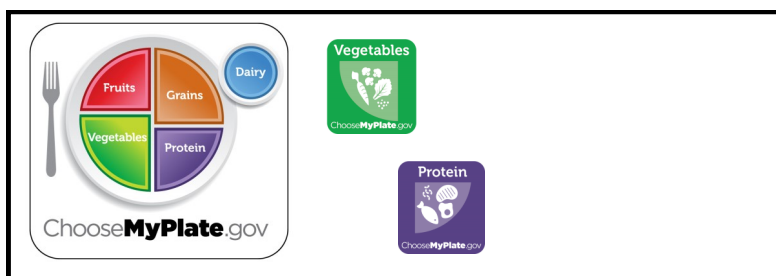 Fruits
Grains
Dairy
Vegetables
Protein
ChooseMyPlate.gov
Vegetables
ChooseMyPlate.gov
Protein
ChooseMyPlate.gov